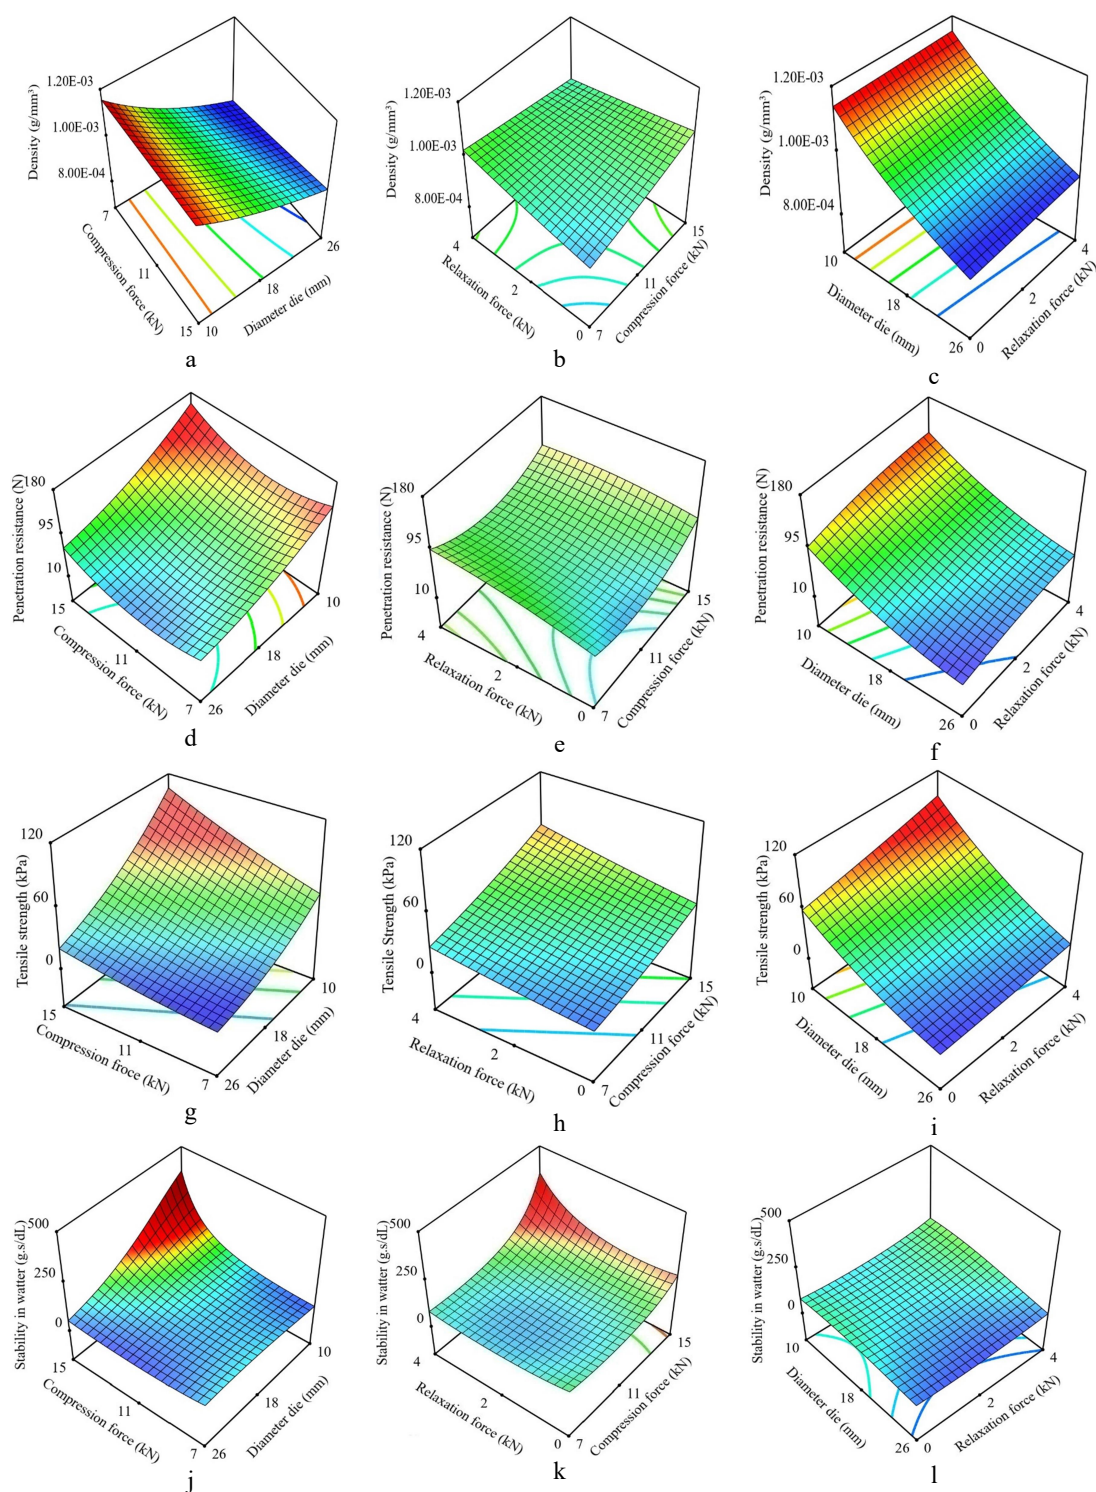 1.20E-03
1.00E-03
8.00E-04
Density (g/mm³)
7
11
15
Compression force (kN)
10
18
26
Diameter die (mm)
a
1.20E-03
1.00E-03
8.00E-04
Density (g/mm³)
4
2
0
Relaxation force (kN)
7
11
15
Compression force (kN)
b
1.20E-03
1.00E-03
8.00E-04
Density (g/mm³)
10
18
26
Diameter die (mm)
0
2
4
Relaxation force (kN)
c
180
95
10
Penetration resistance (N)
15
11
7
Compression force (kN)
26
18
10
Diameter die (mm)
d
180
95
10
Penetration resistance (N)
4
2
0
Relaxation force (kN)
7
11
15
Compression force (kN)
e
180
95
10
Penetration resistance (N)
10
18
26
Diameter die (mm)
0
2
4
Relaxation force (kN)
f
120
60
0
Tensile strength (kPa)
15
11
7
Compression froce (kN)
26
18
10
Diameter die (mm)
g
120
60
0
Tensile Strength (kPa)
4
2
0
Relaxation force (kN)
7
11
15
Compression force (kN)
h
120
60
0
Tensile strength (kPa)
10
18
26
Diameter die (mm)
0
2
4
Relaxation force (kN)
i
500
250
0
Stability in watter (g.s/dL)
15
11
7
Compression force (kN)
26
18
10
Diameter die (mm)
j
500
250
0
Stability in watter (g.s/dL)
4
2
0
Relaxation force (kN)
7
11
15
Compression force (kN)
k
500
250
0
Stability in watter (g.s/dL)
10
18
26
Diameter die (mm)
0
2
4
Relaxation force (kN)
l